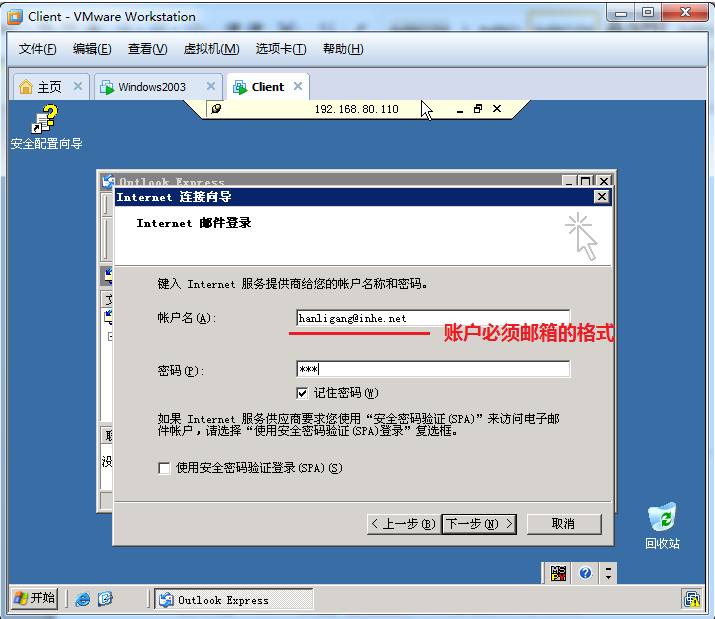 Client - VMware Workstation
文件(F) 编辑(E) 查看(V) 虚拟机(M) 选项卡(T) 帮助(H)
主页 Windows2003 Client
192.168.80.110
安全配置向导
Outlook Express
Internet 连接向导
Internet 邮件登录
键入 Internet 服务提供商给您的帐户名称和密码。
帐户名(A): hanligang@inhe.net
账户必须邮箱的格式
密码(P): ***
记住密码(W)
如果 Internet 服务供应商要求您使用“安全密码验证(SPA)”来访问电子邮
件帐户，请选择“使用安全密码验证(SPA)登录”复选框。
使用安全密码验证登录(SPA)(S)
< 上一步(B) 下一步(N) > 取消
回收站
开始 Outlook Express